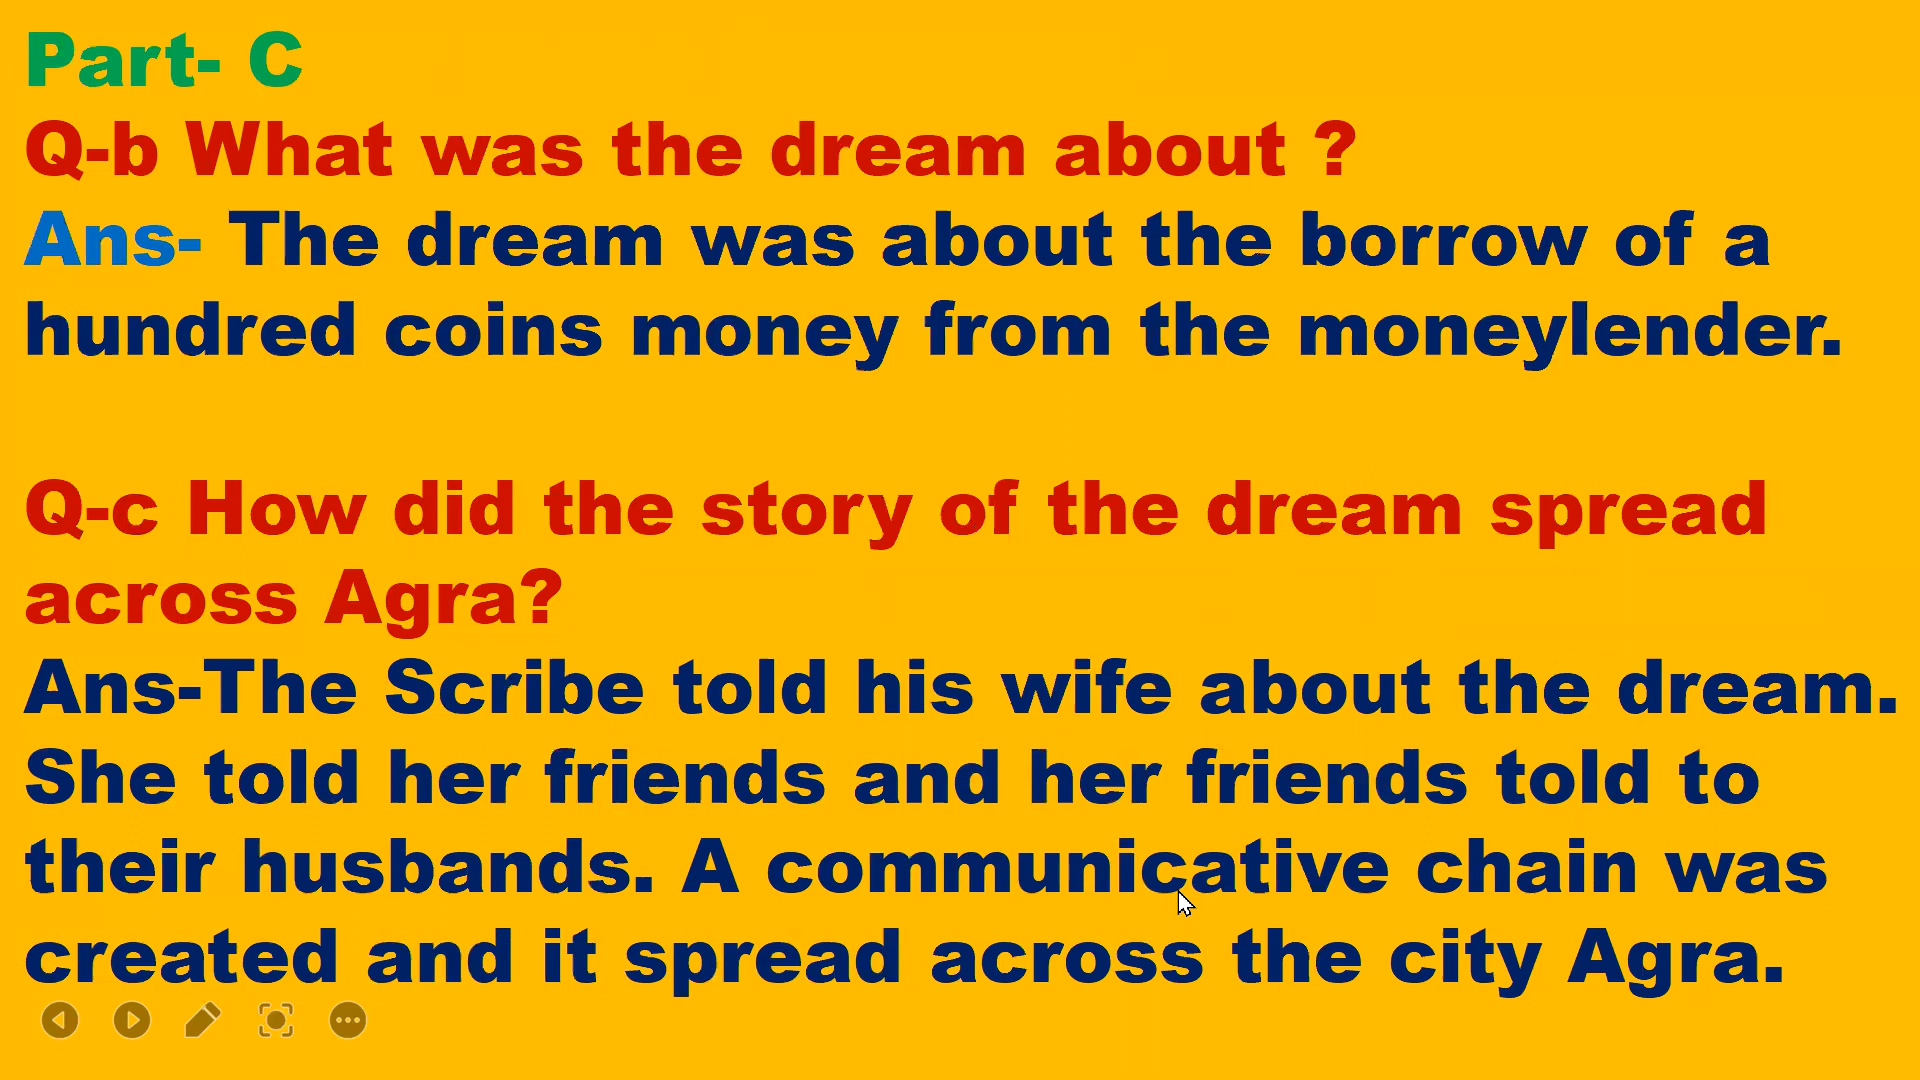 Part- C
Q-b What was the dream about ?
Ans- The dream was about the borrow of a
hundred coins money from the moneylender.
Q-c How did the story of the dream spread
across Agra?
Ans-The Scribe told his wife about the dream.
She told her friends and her friends told to
their husbands. A communicative chain was
created and it spread across the city Agra.